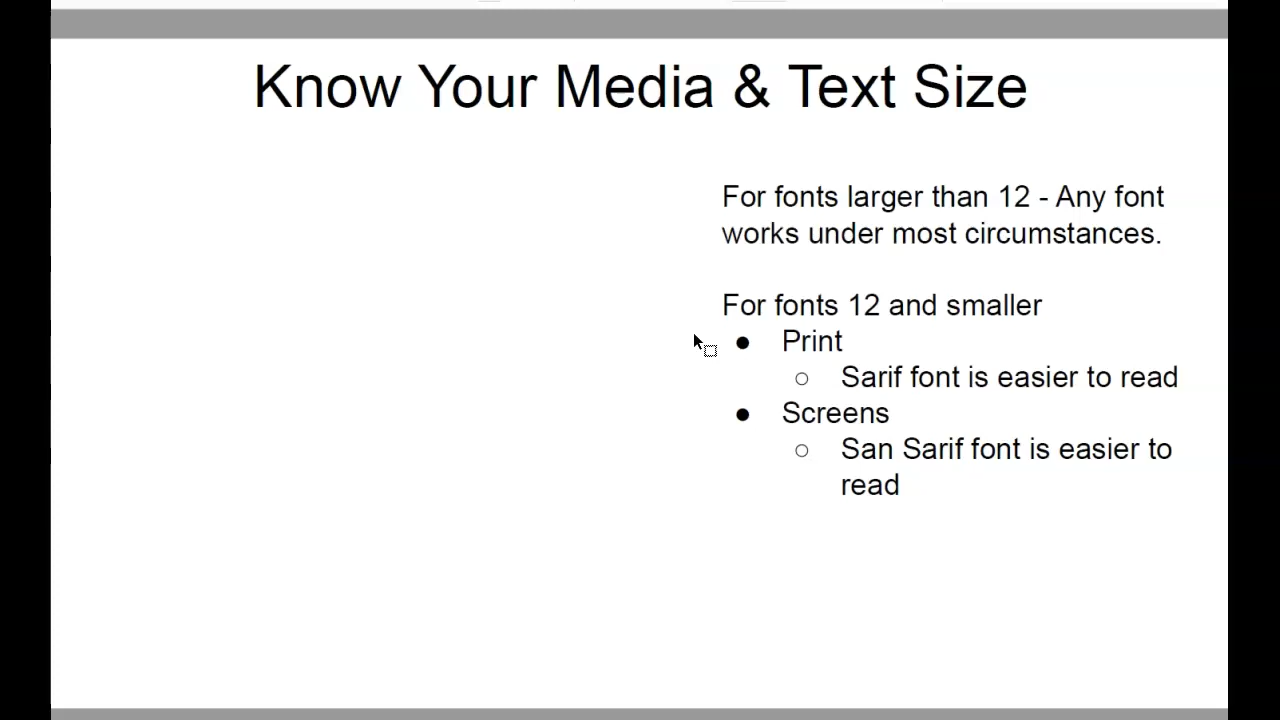 Know Your Media & Text Size
For fonts larger than 12 - Any font
works under most circumstances.
For fonts 12 and smaller
● Print
○ Sarif font is easier to read
● Screens
○ San Sarif font is easier to
read